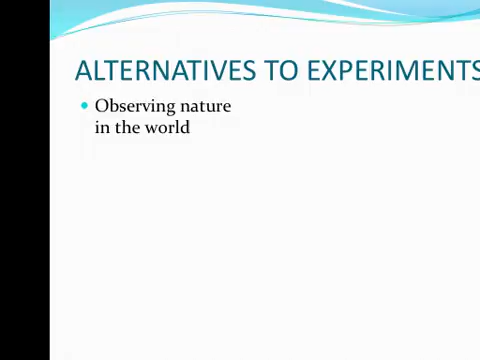 ALTERNATIVES TO EXPERIMENTS
Observing nature
in the world